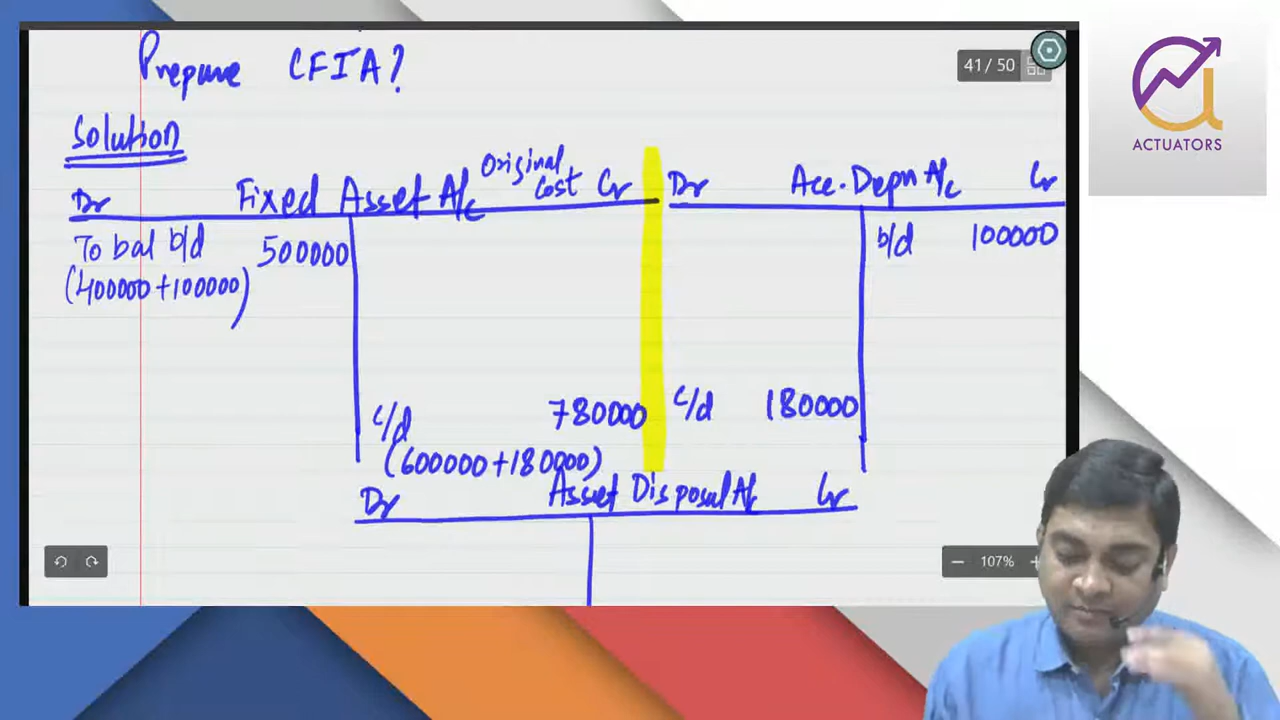 Prepare CFIA?
41 / 50
ACTUATORS
Solution
Dr Fixed Asset A/c Original Cost Cr
Dr Acc. Depn A/c Cr
To bal b/d 500000
(400000+100000)
b/d 100000
c/d 780000
(600000+180000)
c/d 180000
Dr Asset Disposal A/c Cr
107%